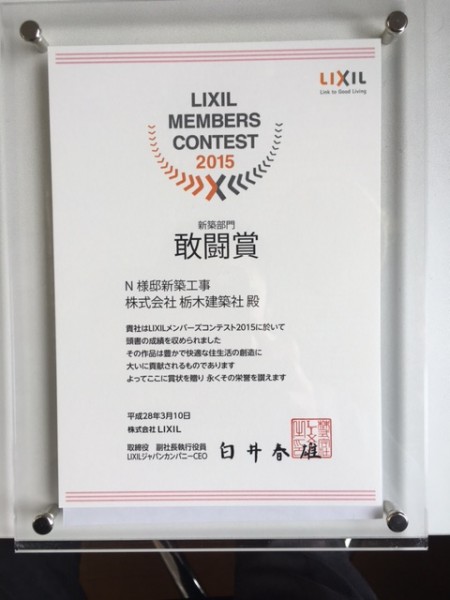 LIXIL
Link to Good Living
LIXIL
MEMBERS
CONTEST
2015
新築部門
敢闘賞
N 様邸新築工事
株式会社 栃木建築社 殿
貴社はLIXILメンバーズコンテスト2015に於いて
頭書の成績を収められました
その作品は豊かで快適な住生活の創造に
大いに貢献されるものであります
よってここに賞状を贈り 永くその栄誉を讃えます
平成28年3月10日
株式会社 LIXIL
取締役 副社長執行役員
LIXILジャパンカンパニーCEO
白井春雄